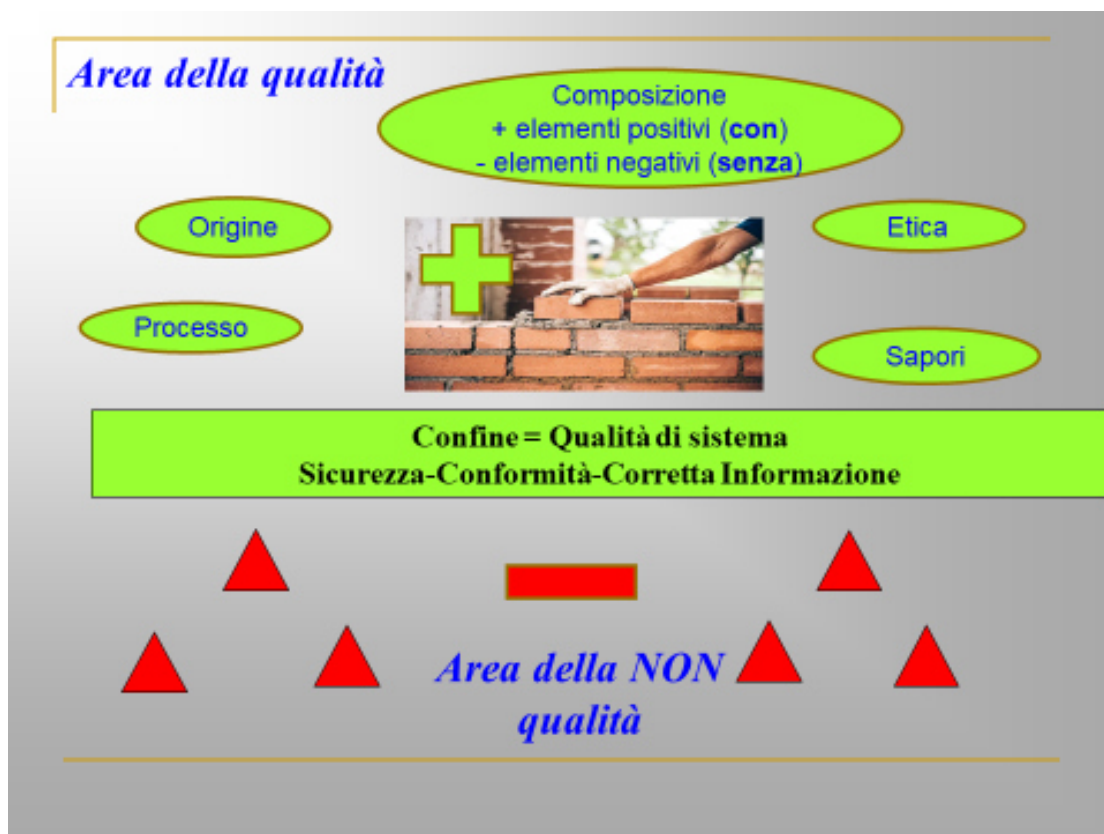 Area della qualità
Composizione
+ elementi positivi (con)
- elementi negativi (senza)
Origine
Etica
Processo
Sapori
Confine = Qualità di sistema
Sicurezza-Conformità-Corretta Informazione
Area della NON
qualità